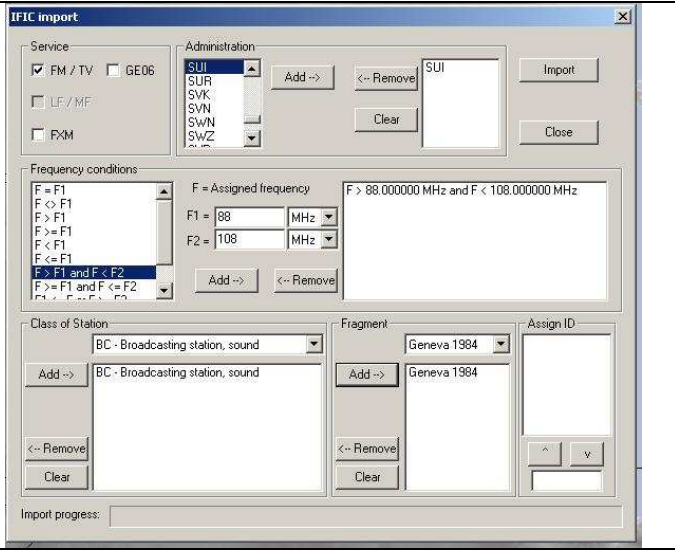 IFIC import
Service
FM / TV
GE06
LF / MF
FXM
Administration
SUI
SUR
SVK
SVN
SWN
SWZ
Add -->
<-- Remove
Clear
SUI
Import
Close
Frequency conditions
F = F1
F <> F1
F > F1
F >= F1
F < F1
F <= F1
F > F1 and F < F2
F >= F1 and F <= F2
F = Assigned frequency
F1 = 88 MHz
F2 = 108 MHz
Add -->
<-- Remove
F > 88.000000 MHz and F < 108.000000 MHz
Class of Station
BC - Broadcasting station, sound
Add -->
BC - Broadcasting station, sound
<-- Remove
Clear
Fragment
Geneva 1984
Add -->
Geneva 1984
<-- Remove
Clear
Assign ID
^
v
Import progress: